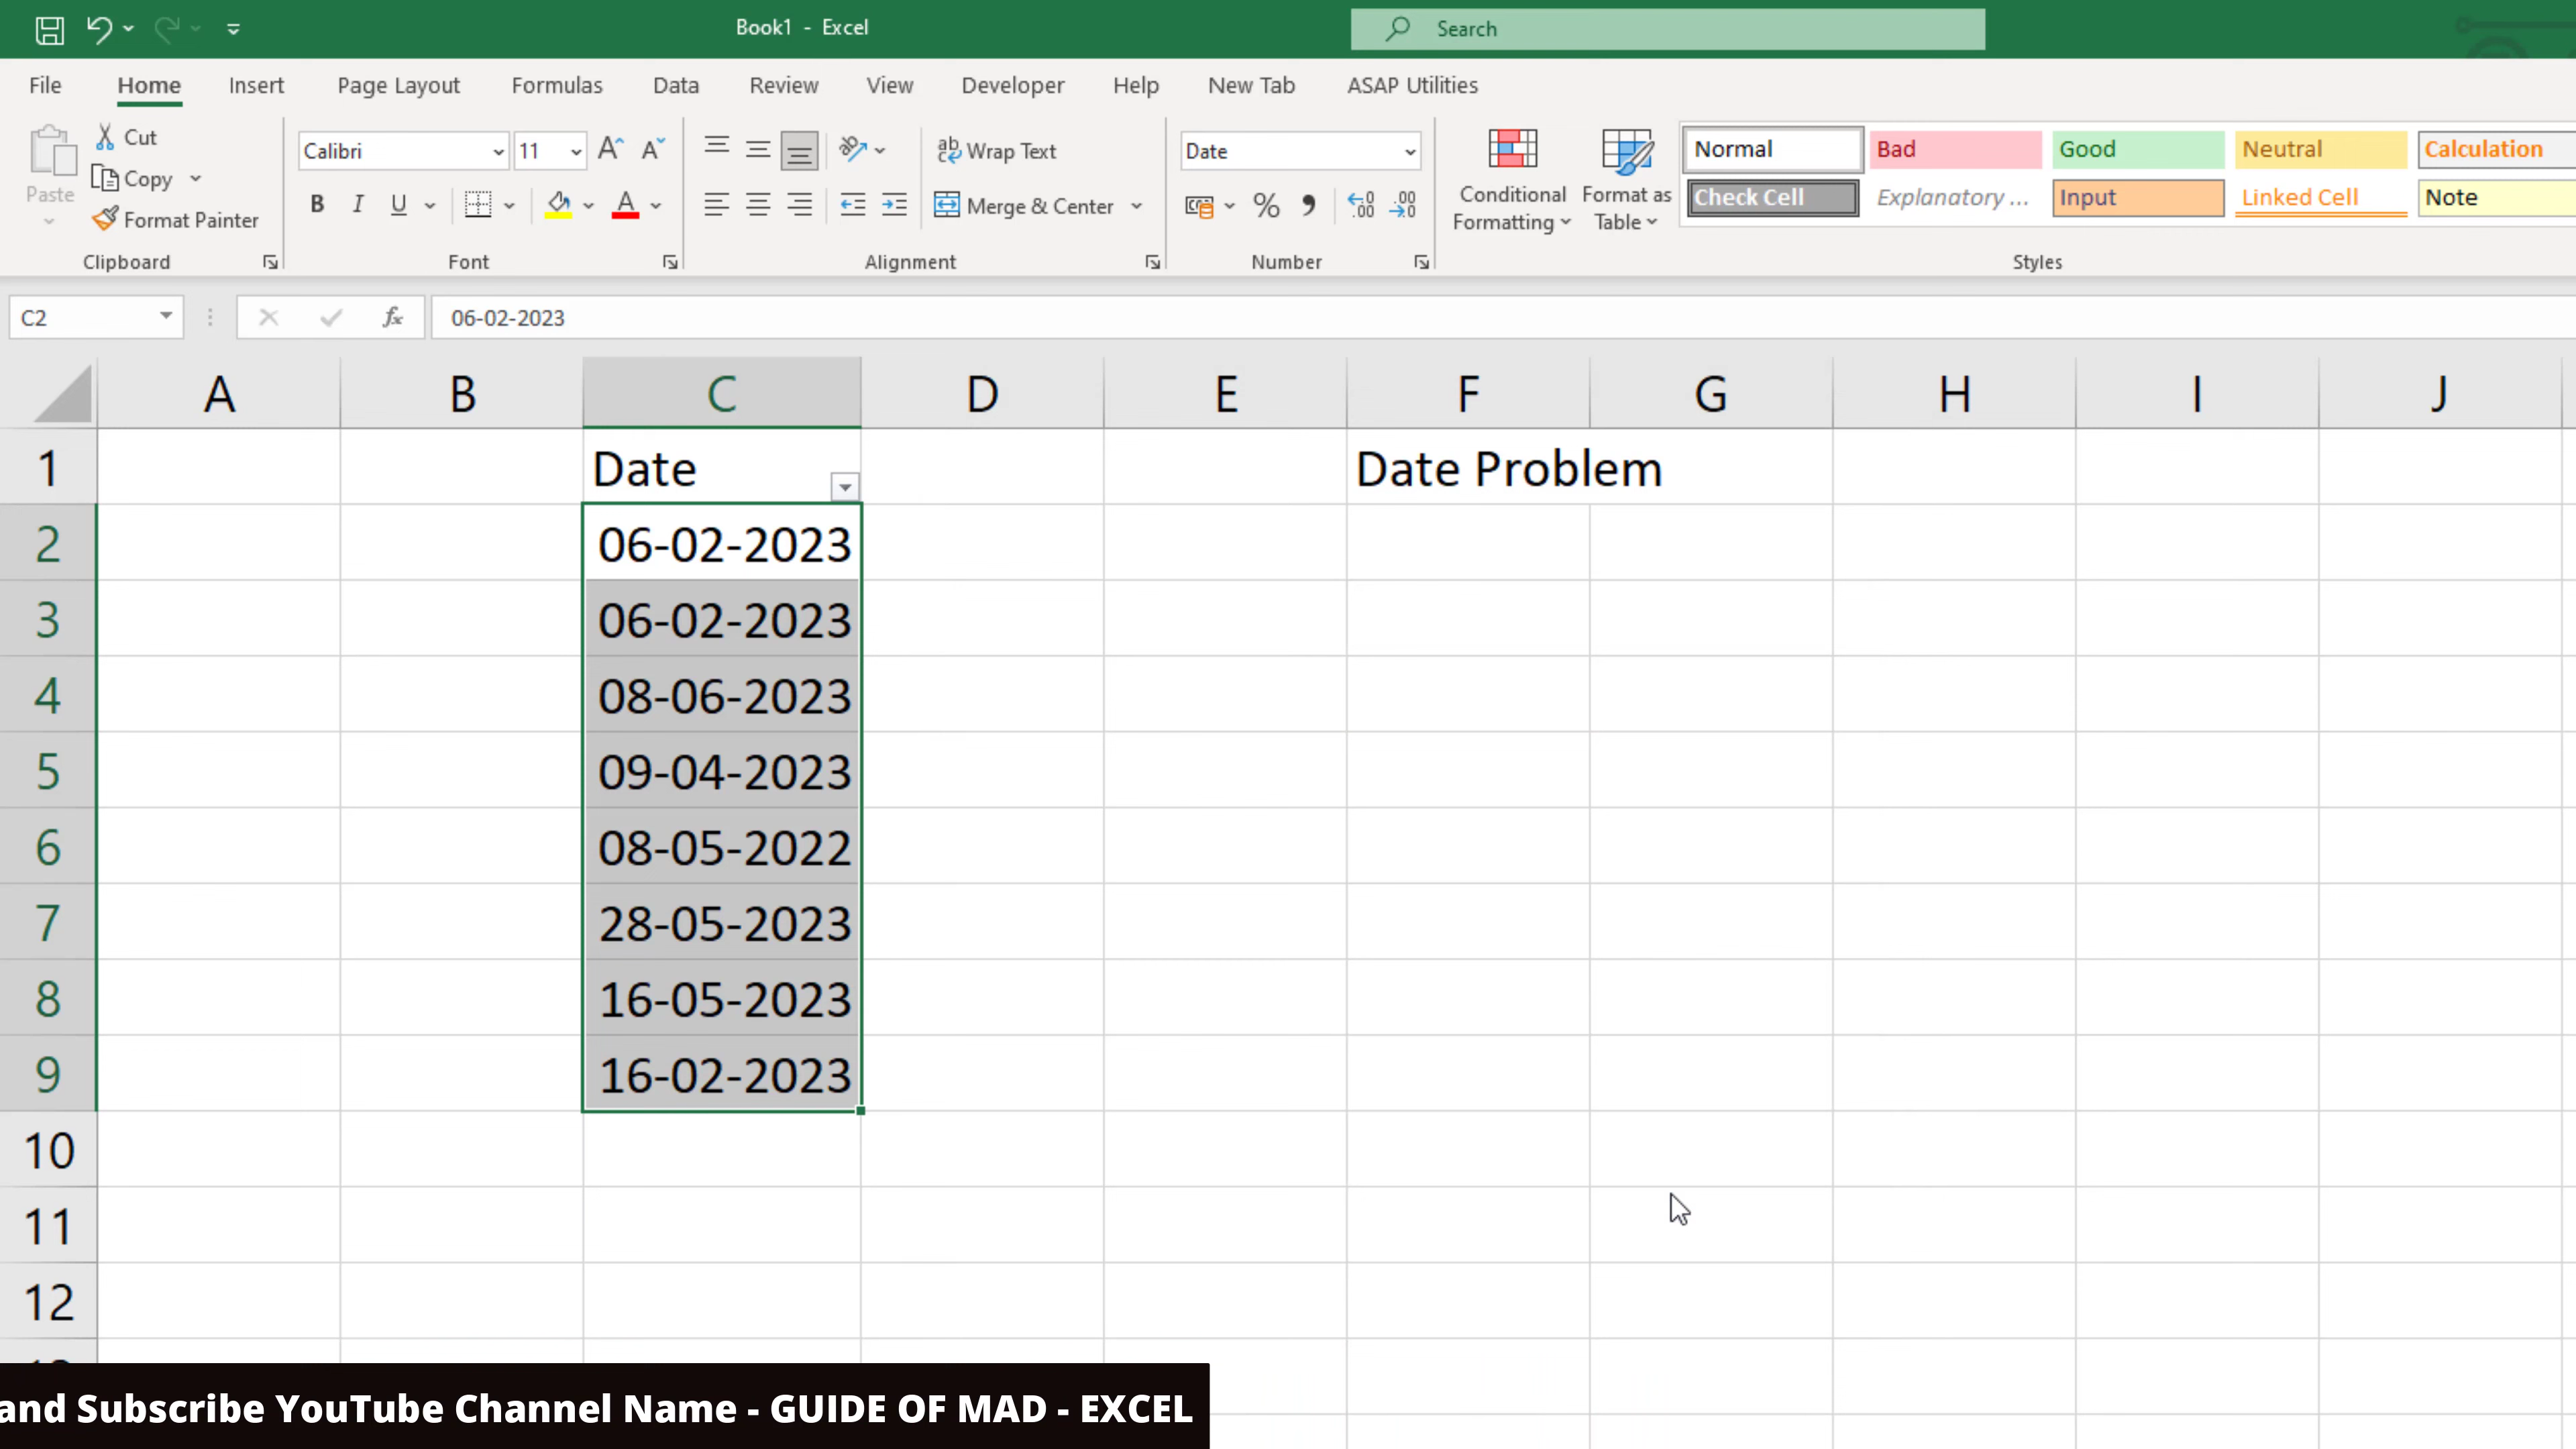 Book1 - Excel
Search
File Home Insert Page Layout Formulas Data Review View Developer Help New Tab ASAP Utilities
Paste
Cut
Copy
Format Painter
Clipboard
Calibri 11
B I U
Font
Wrap Text
Merge & Center
Alignment
Date
Number
Conditional Formatting
Format as Table
Normal Bad Good Neutral Calculation
Check Cell Explanatory ... Input Linked Cell Note
Styles
C2 fx 06-02-2023
A B C D E F G H I J
1 Date Date Problem
2 06-02-2023
3 06-02-2023
4 08-06-2023
5 09-04-2023
6 08-05-2022
7 28-05-2023
8 16-05-2023
9 16-02-2023
10
11
12
and Subscribe YouTube Channel Name - GUIDE OF MAD - EXCEL